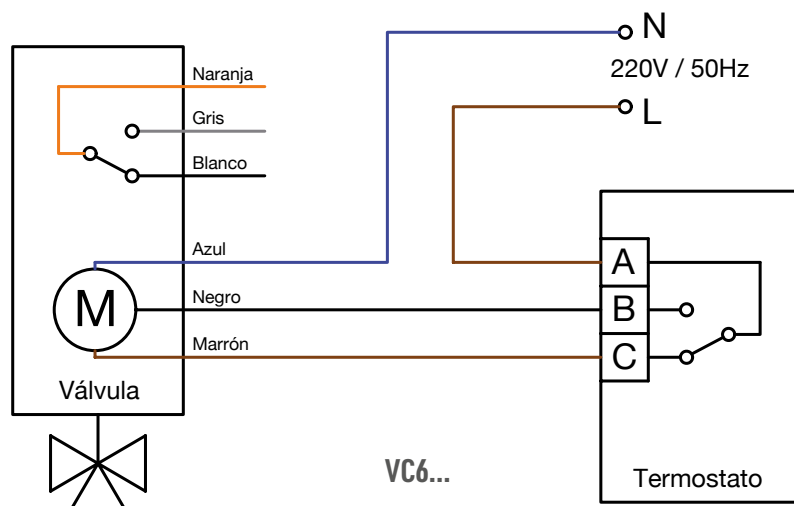 Naranja
Gris
Blanco
Azul
Negro
Marrón
M
Válvula
N
220V / 50Hz
L
A
B
C
Termostato
VC6...